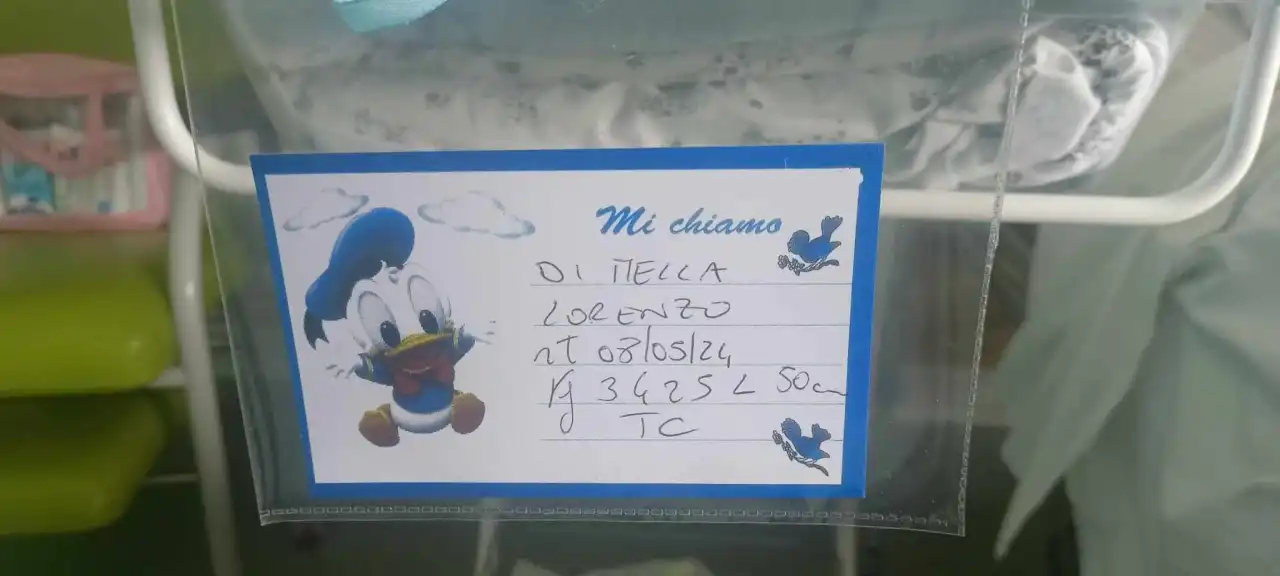 Mi chiamo
DI MELLA
LORENZO
nt 08/05/24
Kg 3425 L 50cm
TC